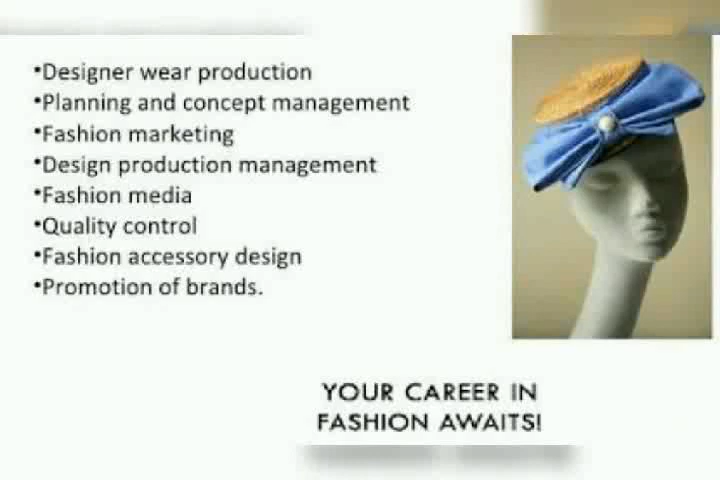 •Designer wear production
•Planning and concept management
•Fashion marketing
•Design production management
•Fashion media
•Quality control
•Fashion accessory design
•Promotion of brands.
YOUR CAREER IN
FASHION AWAITS!